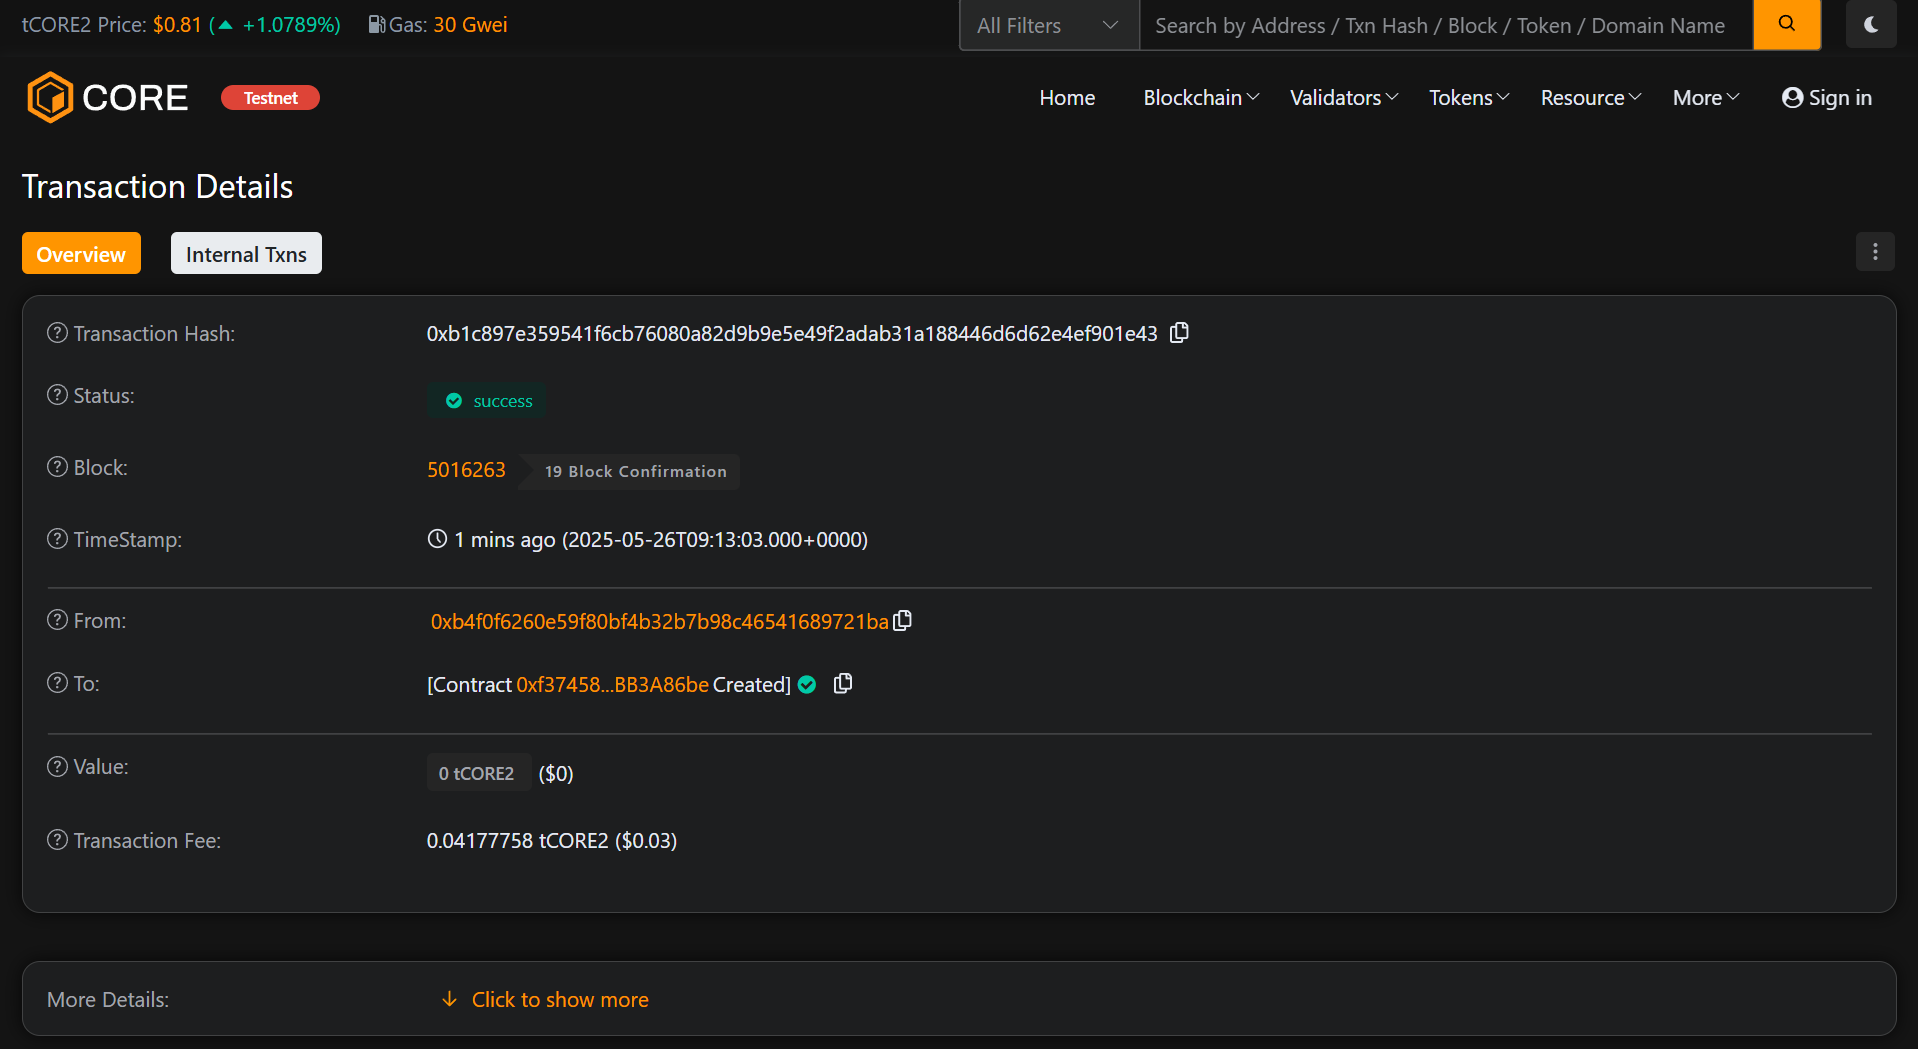 tCORE2 Price: $0.81 (▲ +1.0789%) Gas: 30 Gwei
All Filters
Search by Address / Txn Hash / Block / Token / Domain Name
CORE Testnet
Home Blockchain Validators Tokens Resource More Sign in
Transaction Details
Overview Internal Txns
Transaction Hash: 0xb1c897e359541f6cb76080a82d9b9e5e49f2adab31a188446d6d62e4ef901e43
Status: success
Block: 5016263 19 Block Confirmation
TimeStamp: 1 mins ago (2025-05-26T09:13:03.000+0000)
From: 0xb4f0f6260e59f80bf4b32b7b98c46541689721ba
To: [Contract 0xf37458...BB3A86be Created]
Value: 0 tCORE2 ($0)
Transaction Fee: 0.04177758 tCORE2 ($0.03)
More Details: Click to show more